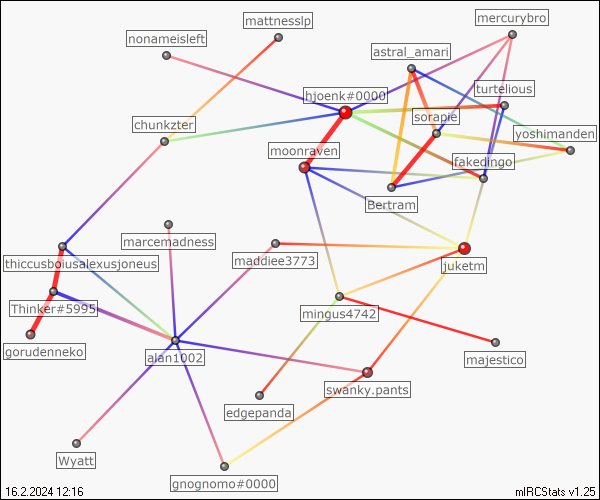 mattnesslp
mercurybro
nonameisleft
astral_amari
turtelious
hjoenk#0000
sorapie
chunkzter
yoshimanden
moonraven
fakedingo
Bertram
marcemadness
maddiee3773
thiccusboiusalexusjoneus
juketm
Thinker#5995
mingus4742
gorudenneko
alan1002
majestico
swanky.pants
edgepanda
Wyatt
gnognomo#0000
16.2.2024 12:16
mIRCStats v1.25